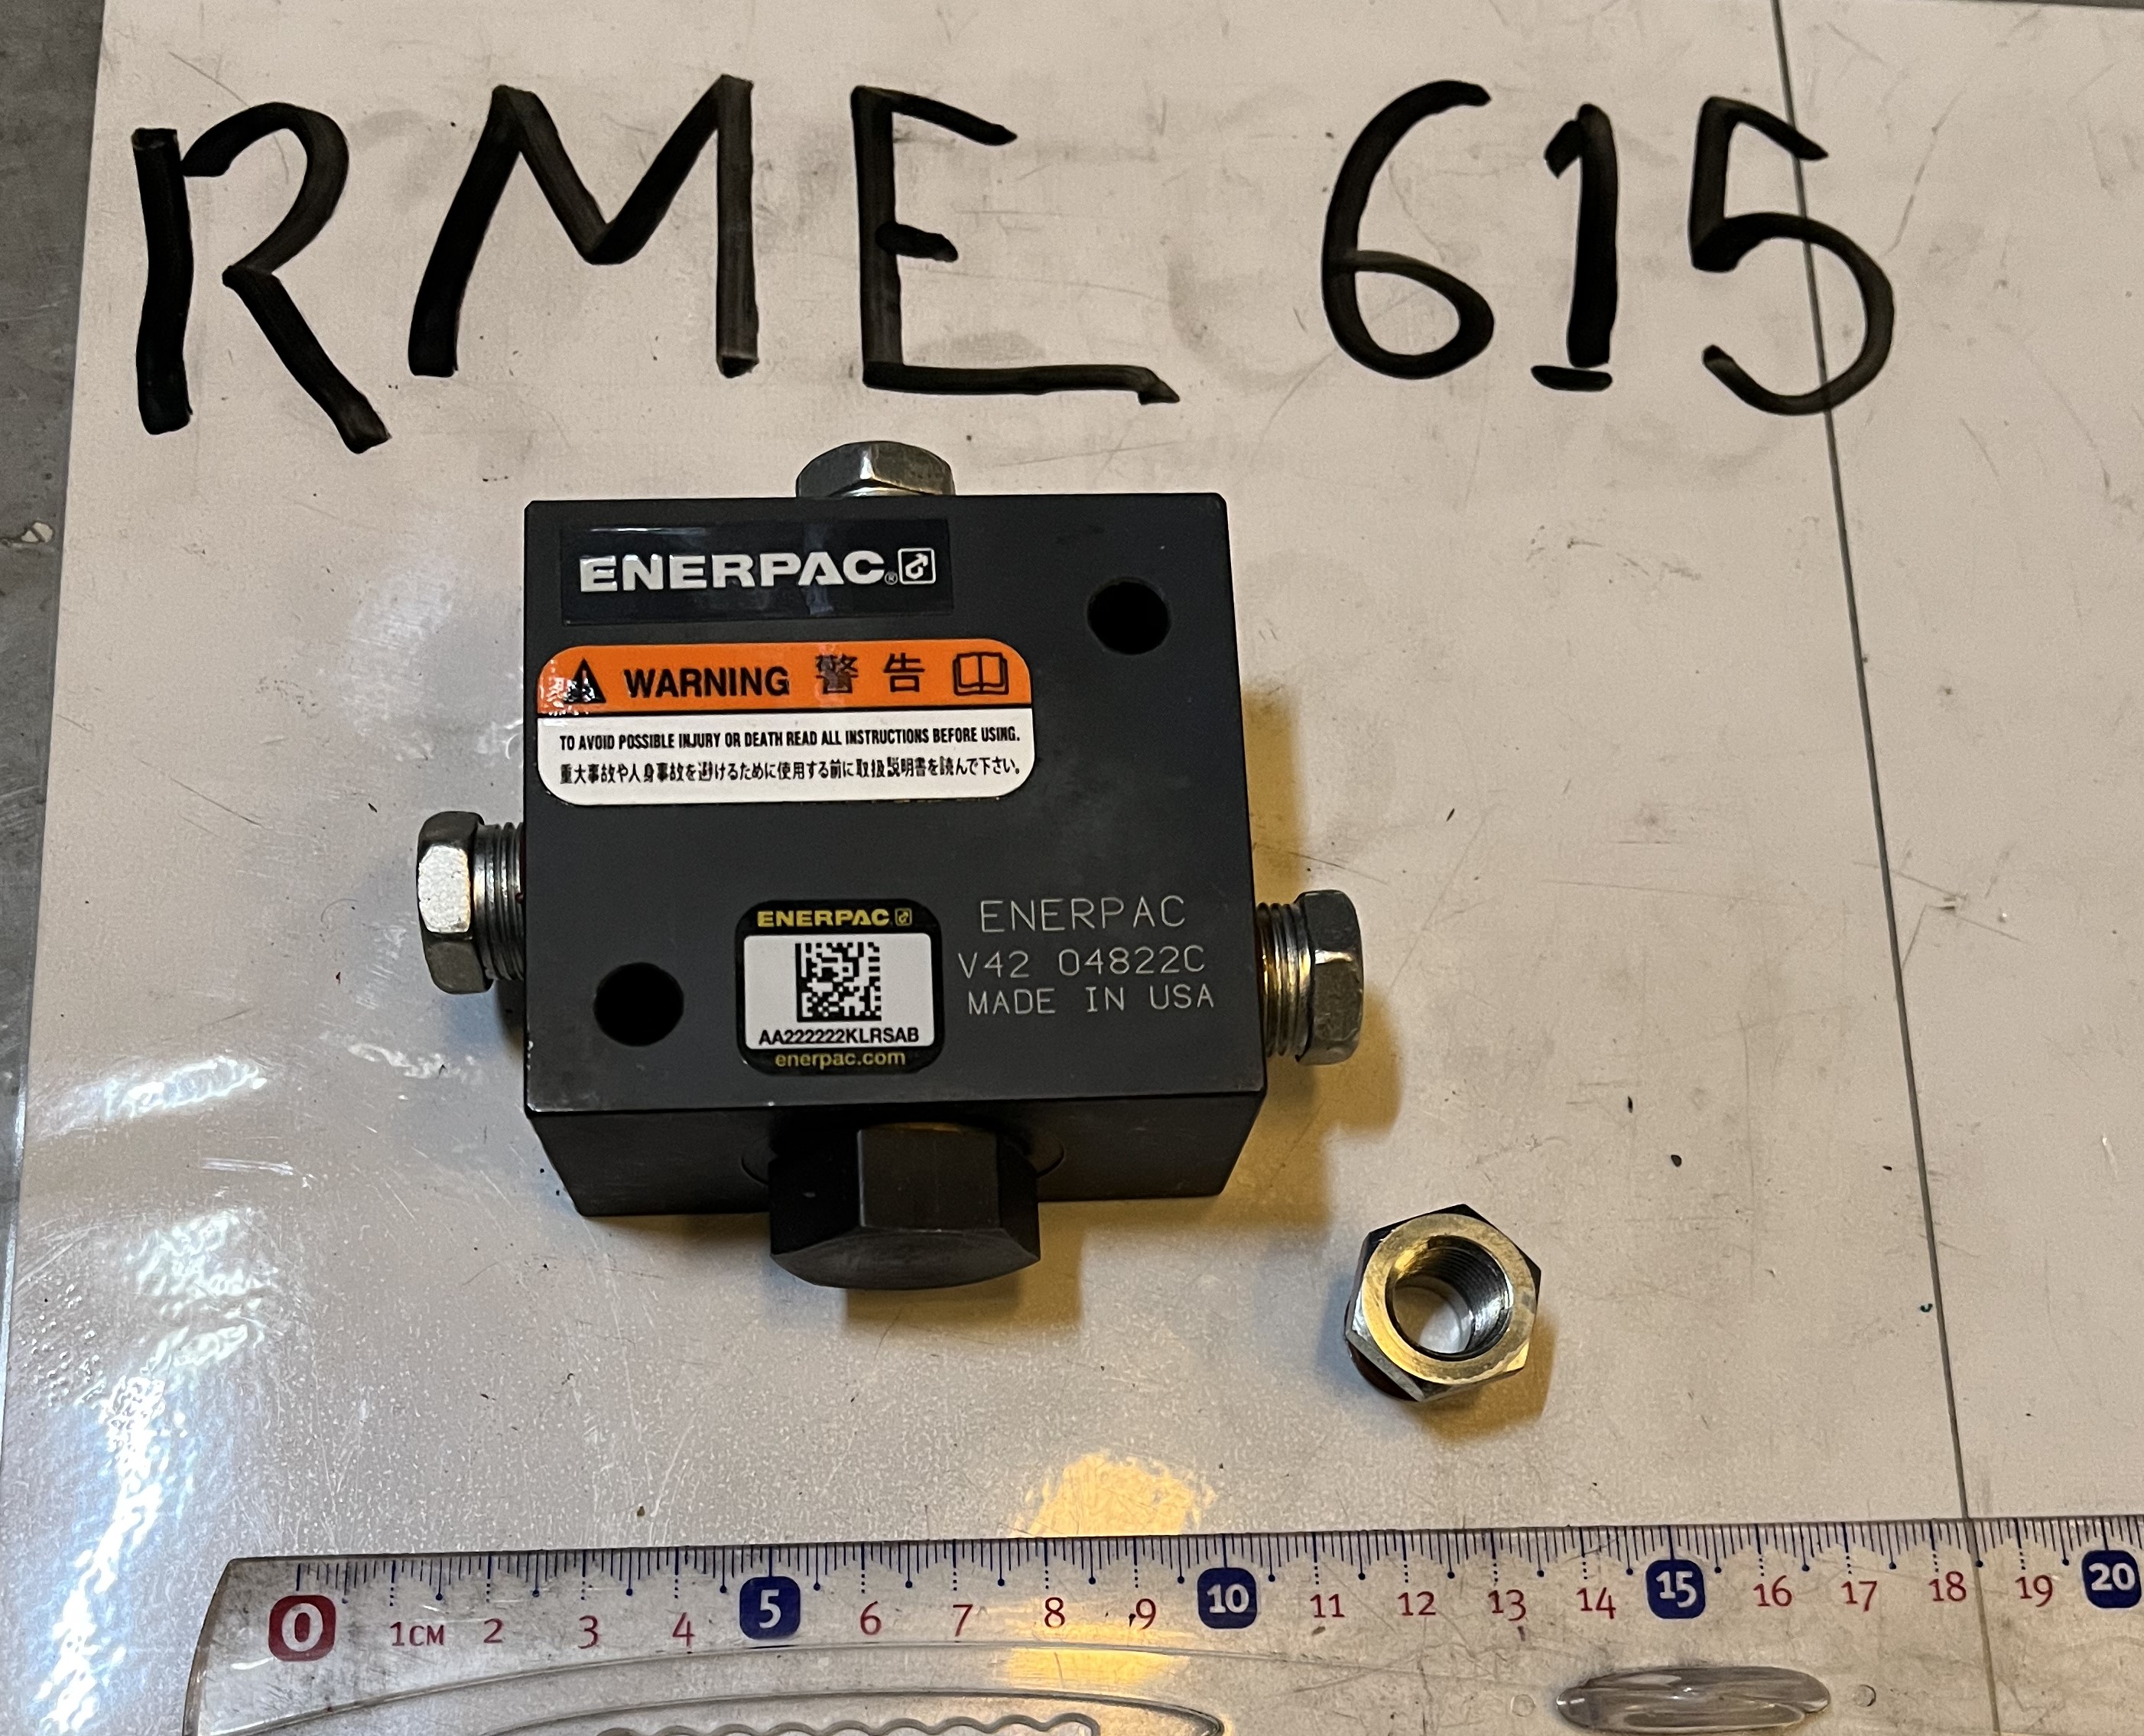 RME 615
ENERPAC®
WARNING 警告
TO AVOID POSSIBLE INJURY OR DEATH READ ALL INSTRUCTIONS BEFORE USING.
重大事故や人身事故を避けるために使用する前に取扱説明書を読んで下さい。
ENERPAC
AA222222KLRSAB
enerpac.com
ENERPAC
V42 04822C
MADE IN USA
0 1CM 2 3 4 5 6 7 8 9 10 11 12 13 14 15 16 17 18 19 20